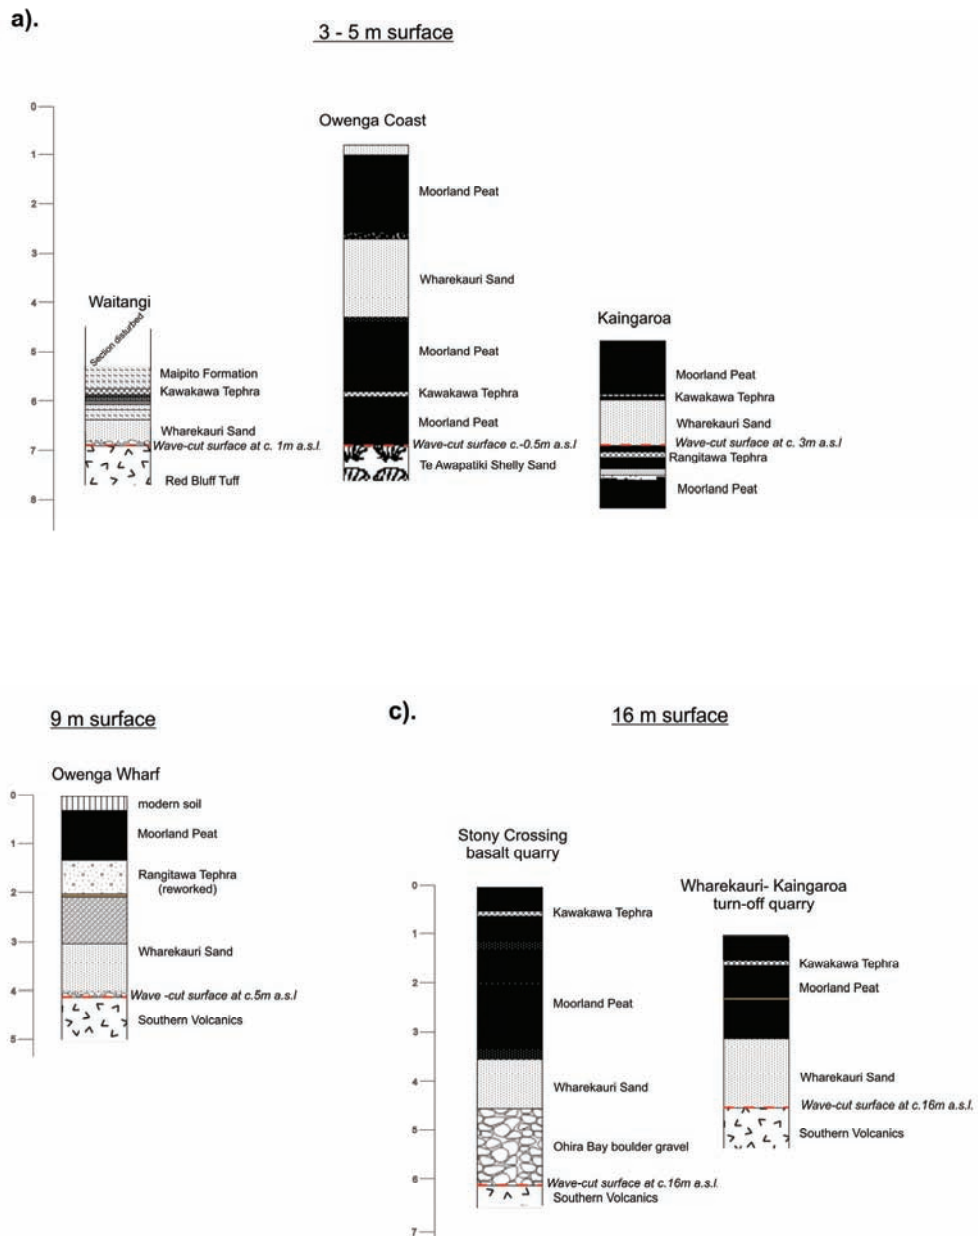 a).
3 - 5 m surface
0
1
2
3
4
5
6
7
8
Waitangi
Section disturbed
Maipito Formation
Kawakawa Tephra
Wharekauri Sand
Wave-cut surface at c. 1m a.s.l.
Red Bluff Tuff
Owenga Coast
Moorland Peat
Wharekauri Sand
Moorland Peat
Kawakawa Tephra
Moorland Peat
Wave-cut surface c.-0.5m a.s.l
Te Awapatiki Shelly Sand
Kaingaroa
Moorland Peat
Kawakawa Tephra
Wharekauri Sand
Wave-cut surface at c. 3m a.s.l
Rangitawa Tephra
Moorland Peat
9 m surface
Owenga Wharf
0
1
2
3
4
5
modern soil
Moorland Peat
Rangitawa Tephra
(reworked)
Wharekauri Sand
Wave -cut surface at c.5m a.s.l
Southern Volcanics
c).
16 m surface
0
1
2
3
4
5
6
7
Stony Crossing
basalt quarry
Kawakawa Tephra
Moorland Peat
Wharekauri Sand
Ohira Bay boulder gravel
Wave-cut surface at c.16m a.s.l.
Southern Volcanics
Wharekauri- Kaingaroa
turn-off quarry
Kawakawa Tephra
Moorland Peat
Wharekauri Sand
Wave-cut surface at c.16m a.s.l.
Southern Volcanics